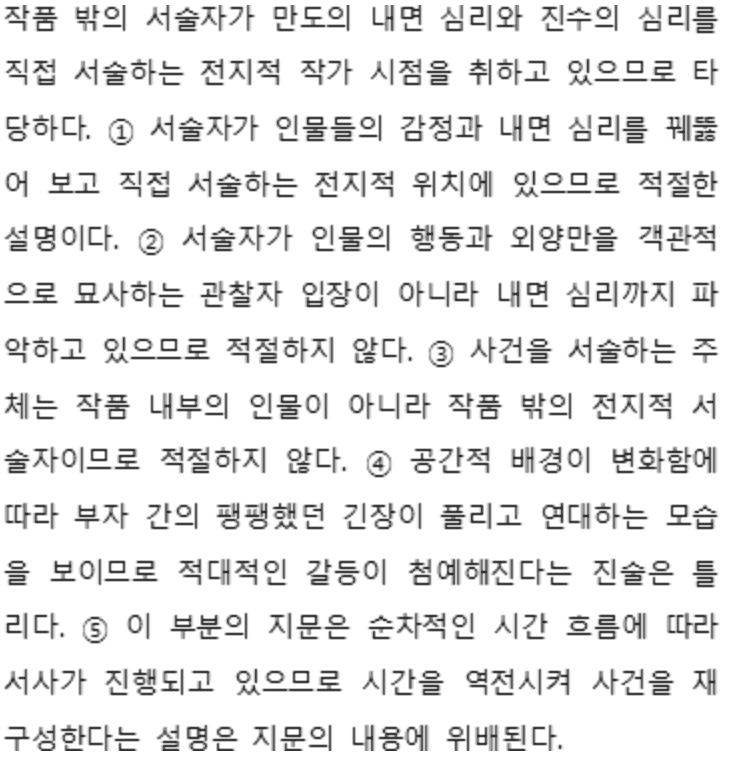 작품 밖의 서술자가 만도의 내면 심리와 진수의 심리를
직접 서술하는 전지적 작가 시점을 취하고 있으므로 타
당하다. ① 서술자가 인물들의 감정과 내면 심리를 꿰뚫
어 보고 직접 서술하는 전지적 위치에 있으므로 적절한
설명이다. ② 서술자가 인물의 행동과 외양만을 객관적
으로 묘사하는 관찰자 입장이 아니라 내면 심리까지 파
악하고 있으므로 적절하지 않다. ③ 사건을 서술하는 주
체는 작품 내부의 인물이 아니라 작품 밖의 전지적 서
술자이므로 적절하지 않다. ④ 공간적 배경이 변화함에
따라 부자 간의 팽팽했던 긴장이 풀리고 연대하는 모습
을 보이므로 적대적인 갈등이 첨예해진다는 진술은 틀
리다. ⑤ 이 부분의 지문은 순차적인 시간 흐름에 따라
서사가 진행되고 있으므로 시간을 역전시켜 사건을 재
구성한다는 설명은 지문의 내용에 위배된다.